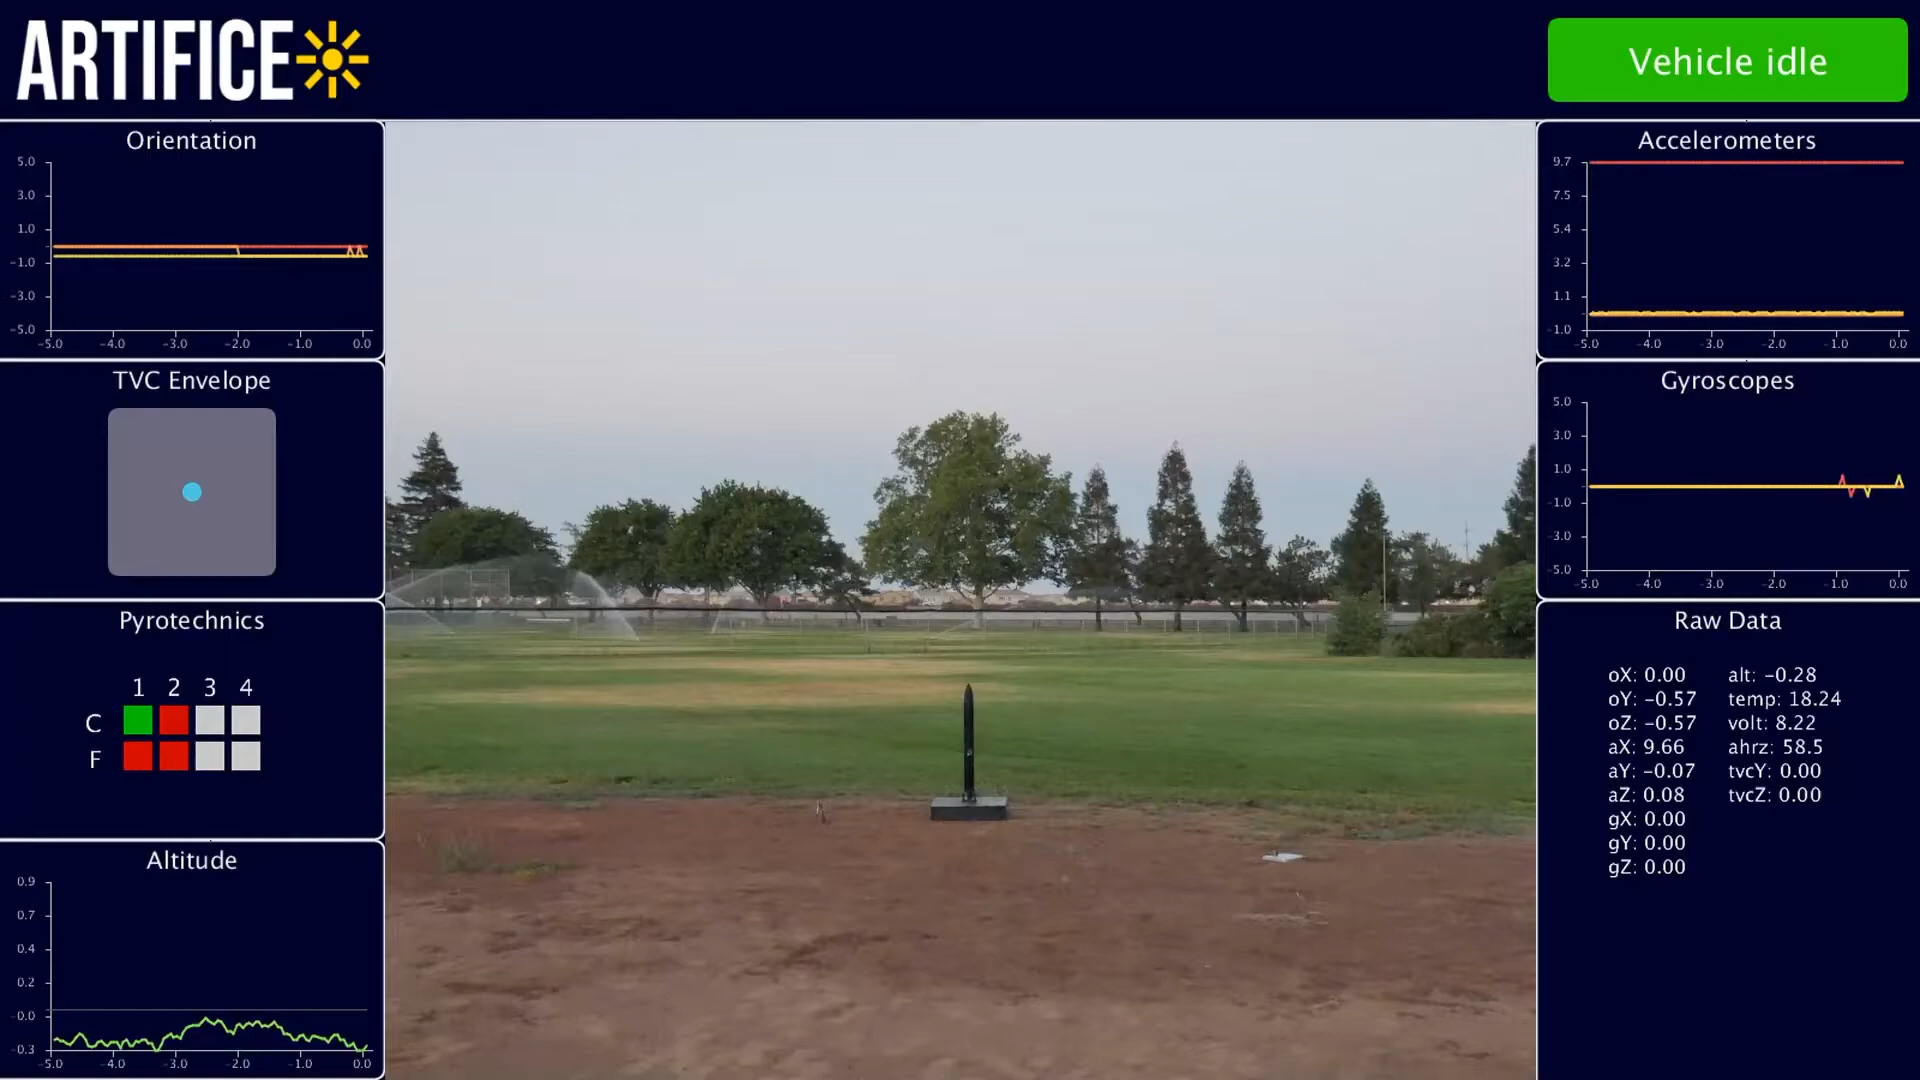 ARTIFICE
Vehicle idle
Orientation
5.0
3.0
1.0
-1.0
-3.0
-5.0
-5.0 -4.0 -3.0 -2.0 -1.0 0.0
TVC Envelope
Pyrotechnics
1 2 3 4
C
F
Altitude
0.9
0.7
0.4
0.2
-0.0
-0.3
-5.0 -4.0 -3.0 -2.0 -1.0 0.0
Accelerometers
9.7
7.5
5.4
3.2
1.1
-1.0
-5.0 -4.0 -3.0 -2.0 -1.0 0.0
Gyroscopes
5.0
3.0
1.0
-1.0
-3.0
-5.0
-5.0 -4.0 -3.0 -2.0 -1.0 0.0
Raw Data
oX: 0.00 alt: -0.28
oY: -0.57 temp: 18.24
oZ: -0.57 volt: 8.22
aX: 9.66 ahrz: 58.5
aY: -0.07 tvcY: 0.00
aZ: 0.08 tvcZ: 0.00
gX: 0.00
gY: 0.00
gZ: 0.00